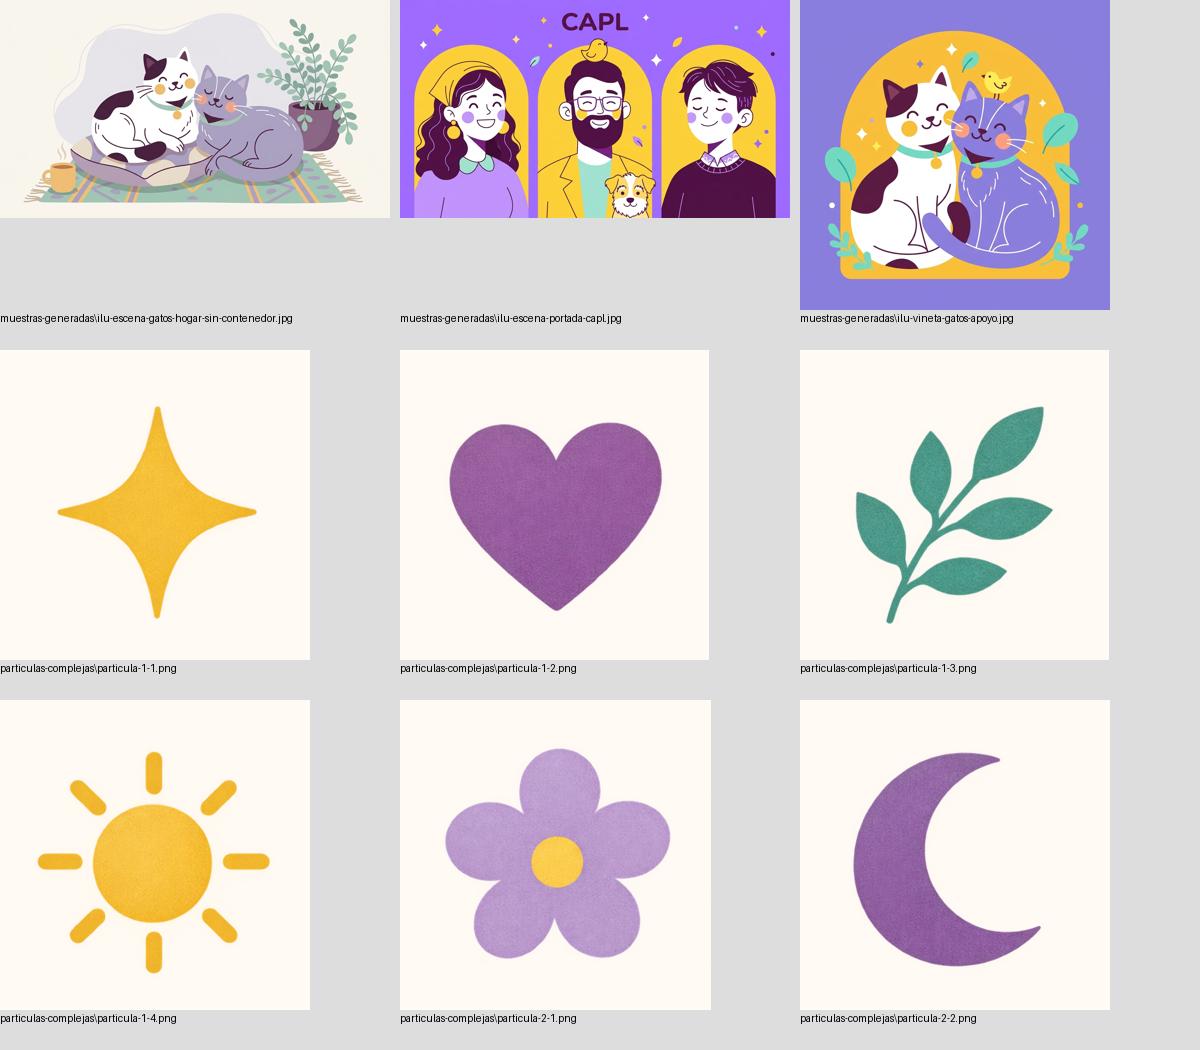 CAPL
muestras-generadas\ilu-escena-gatos-hogar-sin-contenedor.jpg
muestras-generadas\ilu-escena-portada-capl.jpg
muestras-generadas\ilu-vineta-gatos-apoyo.jpg
particulas-complejas\particula-1-1.png
particulas-complejas\particula-1-2.png
particulas-complejas\particula-1-3.png
particulas-complejas\particula-1-4.png
particulas-complejas\particula-2-1.png
particulas-complejas\particula-2-2.png